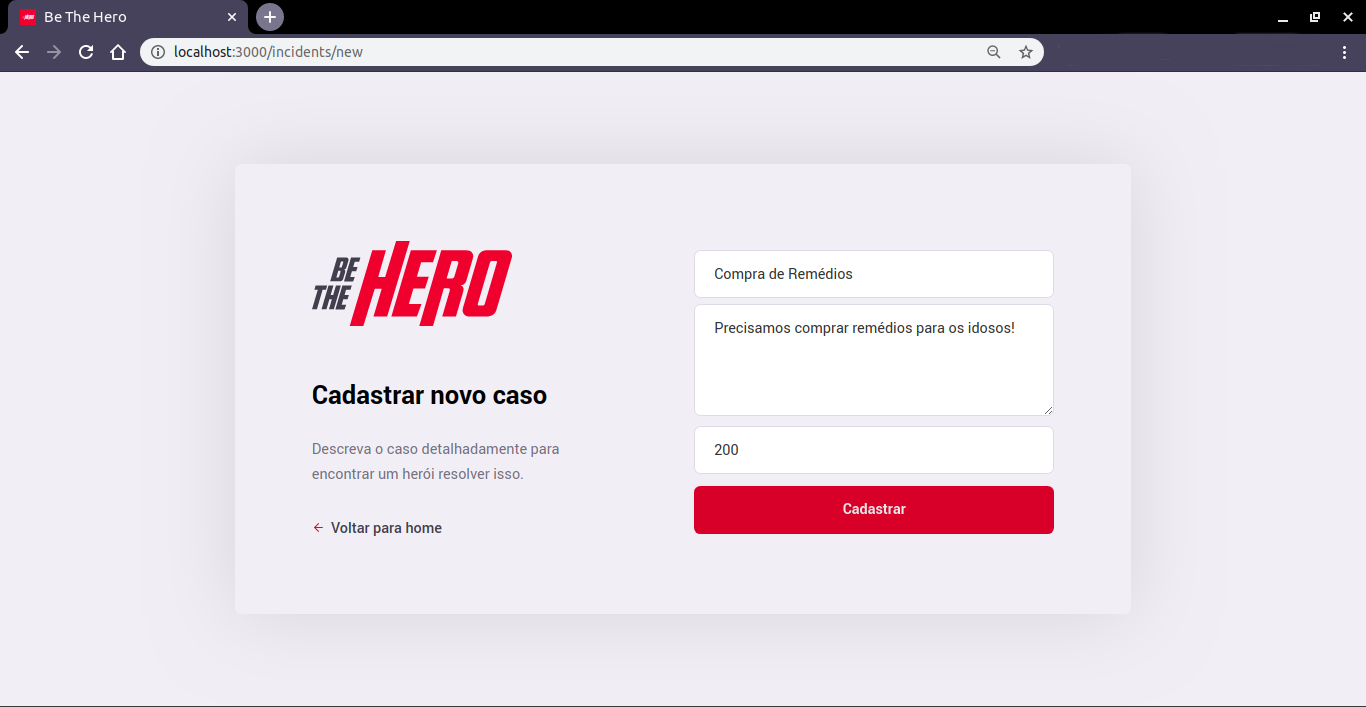 Be The Hero
localhost:3000/incidents/new
BE
THE
HERO
Cadastrar novo caso
Descreva o caso detalhadamente para
encontrar um herói resolver isso.
Voltar para home
Compra de Remédios
Precisamos comprar remédios para os idosos!
200
Cadastrar